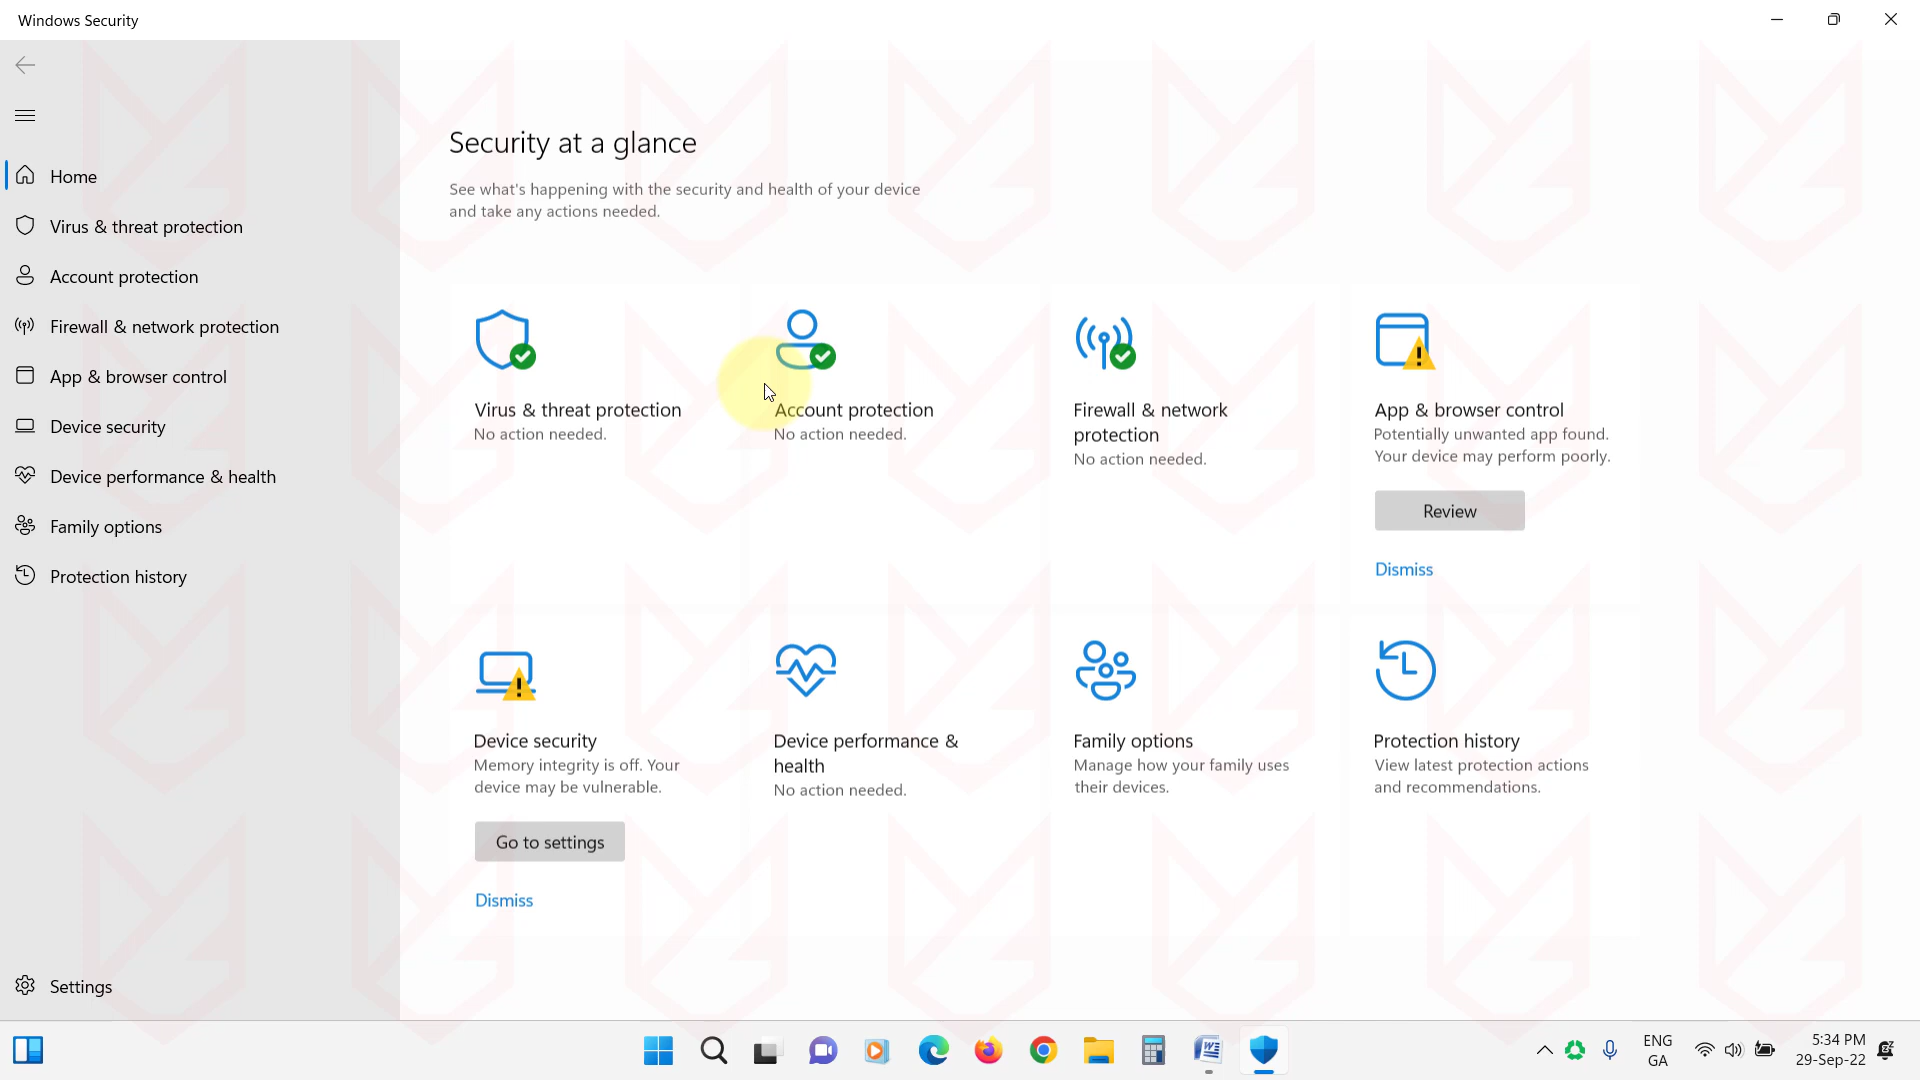 Windows Security
Home
Virus & threat protection
Account protection
Firewall & network protection
App & browser control
Device security
Device performance & health
Family options
Protection history
Settings
Security at a glance
See what's happening with the security and health of your device
and take any actions needed.
Virus & threat protection
No action needed.
Account protection
No action needed.
Firewall & network
protection
No action needed.
App & browser control
Potentially unwanted app found.
Your device may perform poorly.
Review
Dismiss
Device security
Memory integrity is off. Your
device may be vulnerable.
Go to settings
Dismiss
Device performance &
health
No action needed.
Family options
Manage how your family uses
their devices.
Protection history
View latest protection actions
and recommendations.
ENG
GA
5:34 PM
29-Sep-22